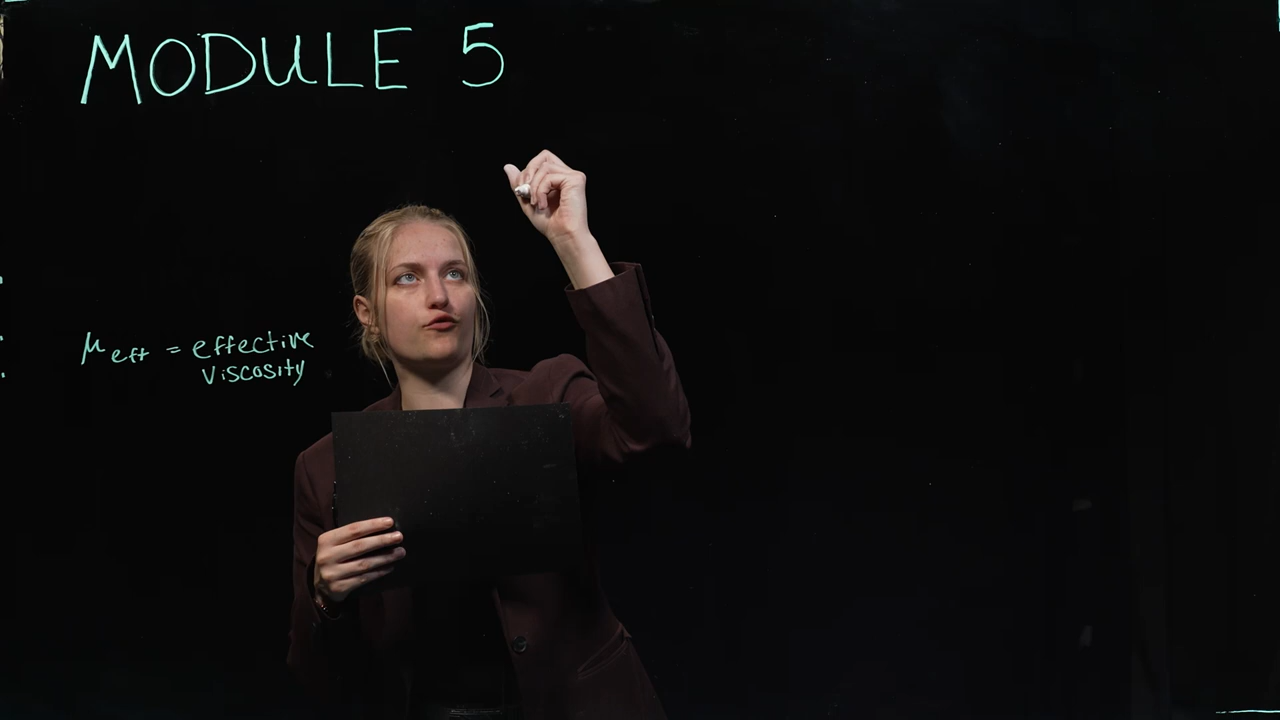 MODULE 5
μeff = effective
viscosity